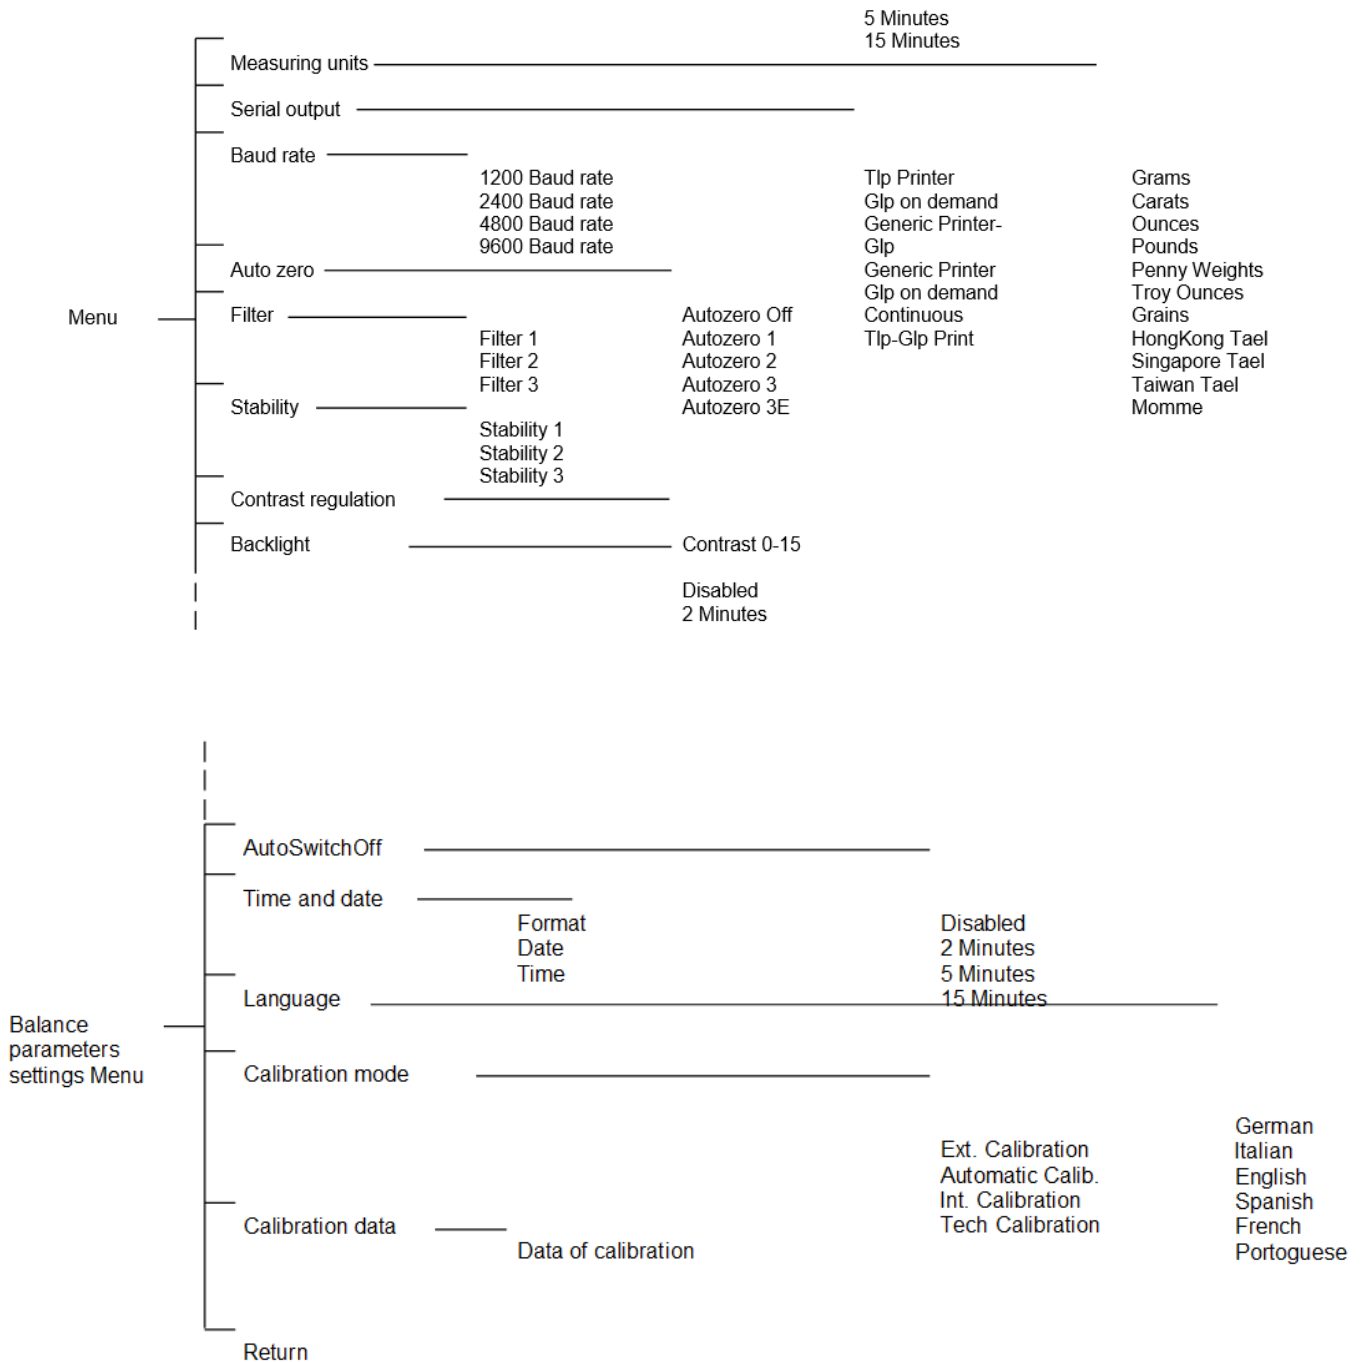 5 Minutes
15 Minutes
Measuring units
Serial output
Baud rate
1200 Baud rate
2400 Baud rate
4800 Baud rate
9600 Baud rate
Tlp Printer
Glp on demand
Generic Printer-
Glp
Generic Printer
Glp on demand
Continuous
Tlp-Glp Print
Grams
Carats
Ounces
Pounds
Penny Weights
Troy Ounces
Grains
HongKong Tael
Singapore Tael
Taiwan Tael
Momme
Auto zero
Menu
Filter
Autozero Off
Autozero 1
Autozero 2
Autozero 3
Autozero 3E
Filter 1
Filter 2
Filter 3
Stability
Stability 1
Stability 2
Stability 3
Contrast regulation
Backlight
Contrast 0-15
Disabled
2 Minutes
AutoSwitchOff
Time and date
Format
Date
Time
Disabled
2 Minutes
5 Minutes
15 Minutes
Language
Balance
parameters
settings Menu
Calibration mode
Ext. Calibration
Automatic Calib.
Int. Calibration
Tech Calibration
German
Italian
English
Spanish
French
Portoguese
Calibration data
Data of calibration
Return